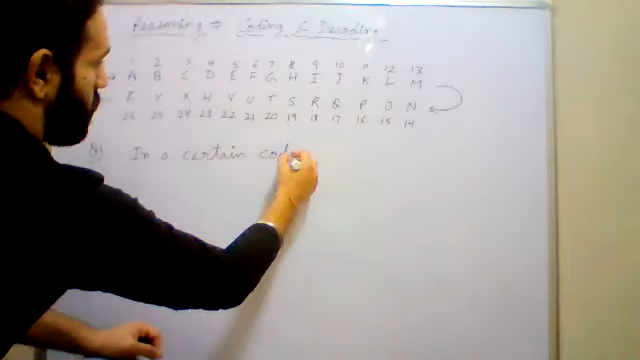 Reasoning ⇒ Coding & Decoding
1 2 3 4 5 6 7 8 9 10 11 12 13
→ A B C D E F G H I J K L M
Z Y X W V U T S R Q P O N
26 25 24 23 22 21 20 19 18 17 16 15 14
Q) In a certain cod